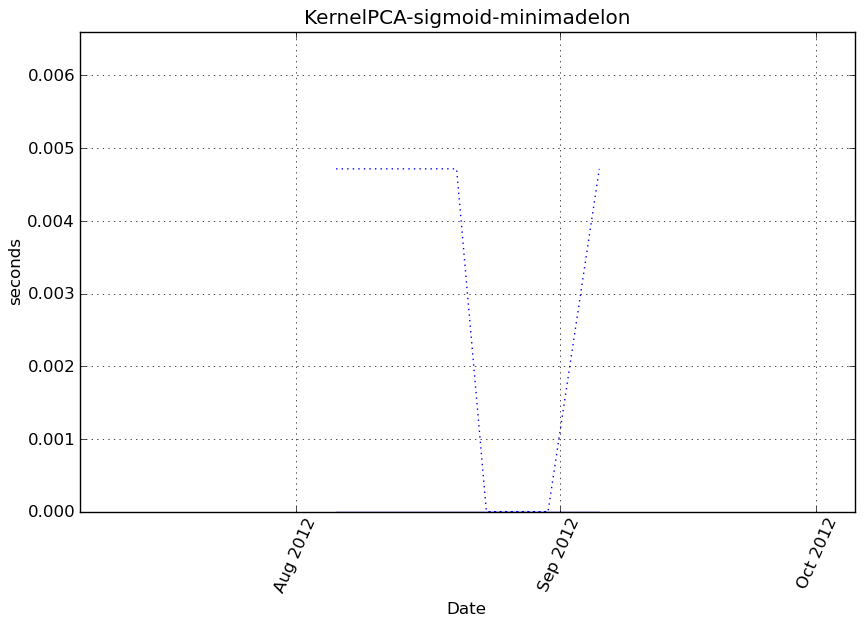 KernelPCA-sigmoid-minimadelon
0.006
0.005
0.004
0.003
0.002
0.001
0.000
seconds
Aug 2012
Sep 2012
Oct 2012
Date